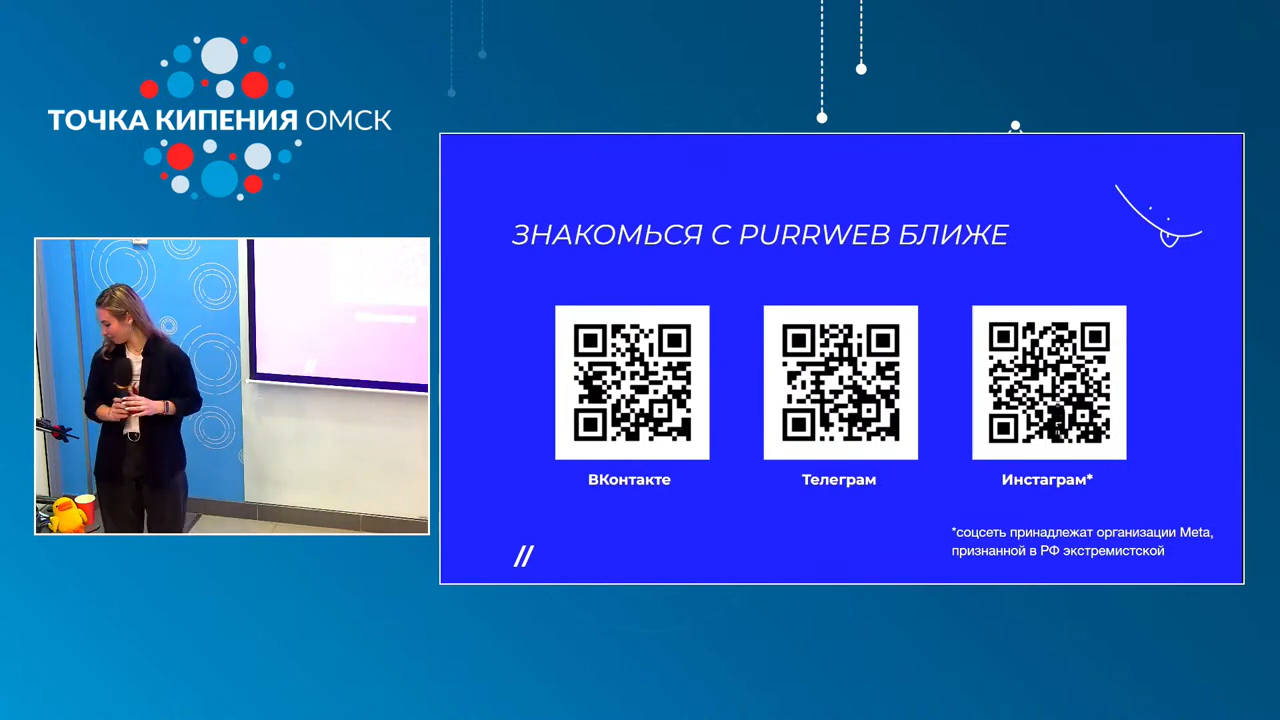 ТОЧКА КИПЕНИЯ ОМСК
ЗНАКОМЬСЯ С PURRWEB БЛИЖЕ
ВКонтакте
Телеграм
Инстаграм*
*соцсеть принадлежат организации Meta,
признанной в РФ экстремистской
//